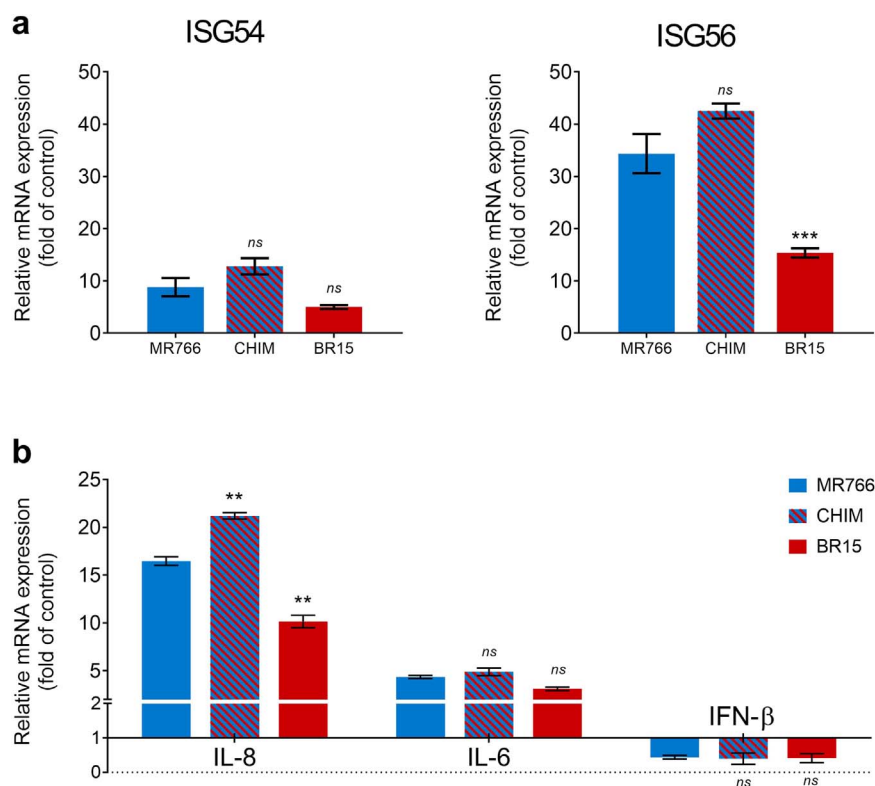 a
ISG54
Relative mRNA expression
(fold of control)
50
40
30
20
10
0
ns
ns
MR766 CHIM BR15
ISG56
Relative mRNA expression
(fold of control)
50
40
30
20
10
0
ns
***
MR766 CHIM BR15
b
Relative mRNA expression
(fold of control)
25
20
15
10
5
2
1
0
**
**
ns
ns
IL-8
IL-6
IFN-β
ns
ns
MR766
CHIM
BR15